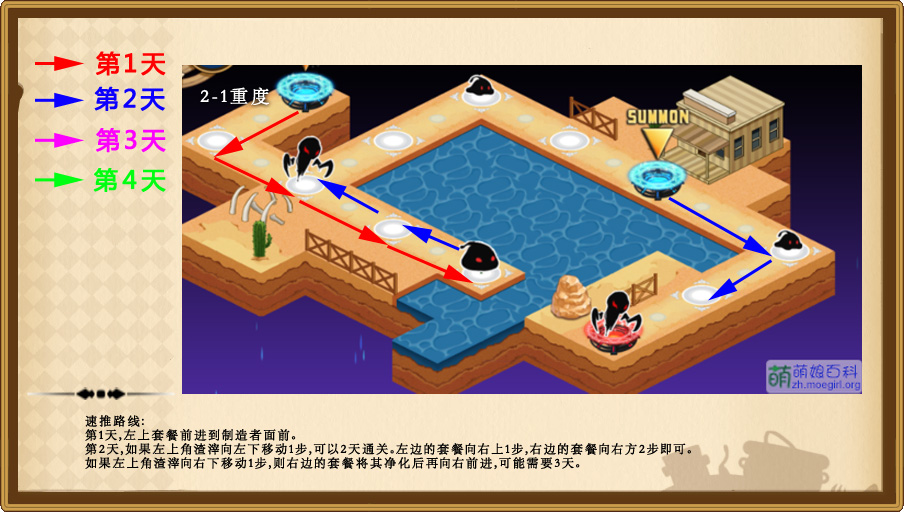 第1天
第2天
第3天
第4天
2-1重度
SUMMON
萌娘百科
萌
zh.moegirl.org
速推路线:
第1天,左上套餐前进到制造者面前。
第2天,如果左上角渣滓向左下移动1步,可以2天通关。左边的套餐向右上1步,右边的套餐向右方2步即可。
如果左上角渣滓向右下移动1步,则右边的套餐将其净化后再向右前进,可能需要3天。